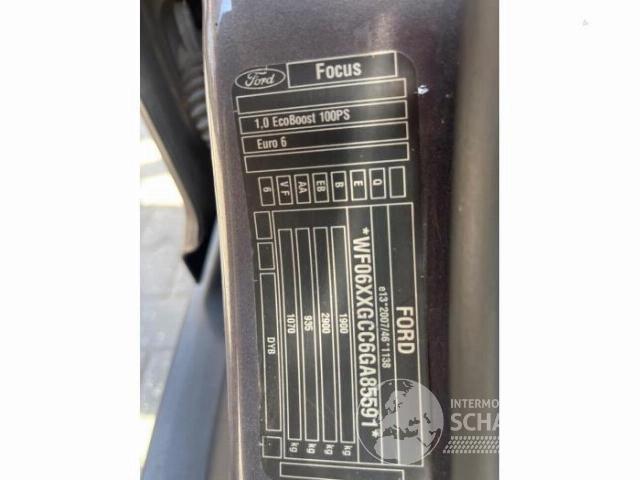 Ford
Focus
1,0 EcoBoost 100PS
Euro 6
6 VF AA EB B E Q
FORD
e13*2007/46*1138
*WF06XXGCC6GA85591*
1900 kg
2900 kg
935 kg
1070 kg
DYB
INTERMO
SCHA